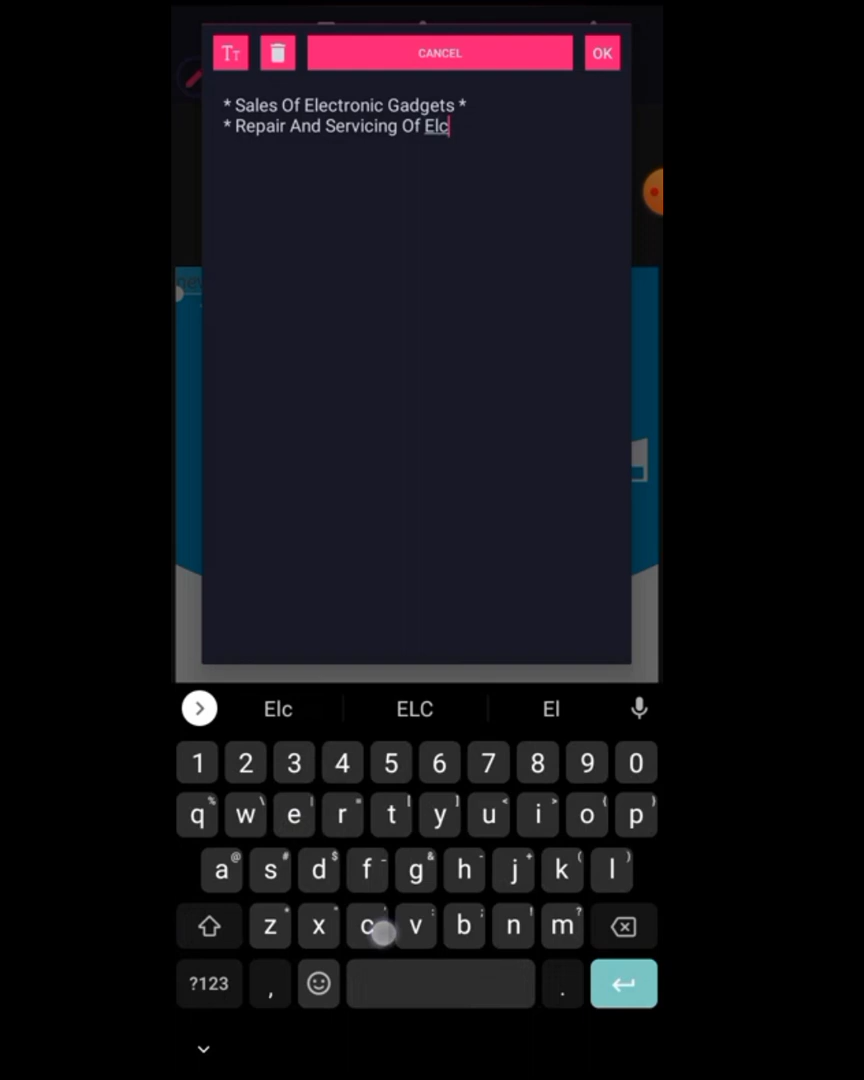 TT
CANCEL
OK
* Sales Of Electronic Gadgets *
* Repair And Servicing Of Elc
Elc ELC El
1 2 3 4 5 6 7 8 9 0
q w e r t y u i o p
a s d f g h j k l
z x c v b n m
?123 , .